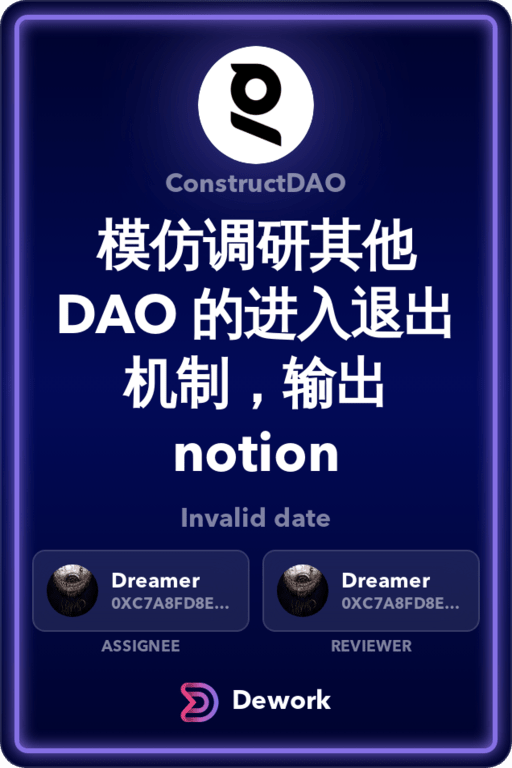 ConstructDAO
模仿调研其他
DAO 的进入退出
机制，输出
notion
Invalid date
Dreamer
0XC7A8FD8E...
ASSIGNEE
Dreamer
0XC7A8FD8E...
REVIEWER
Dework